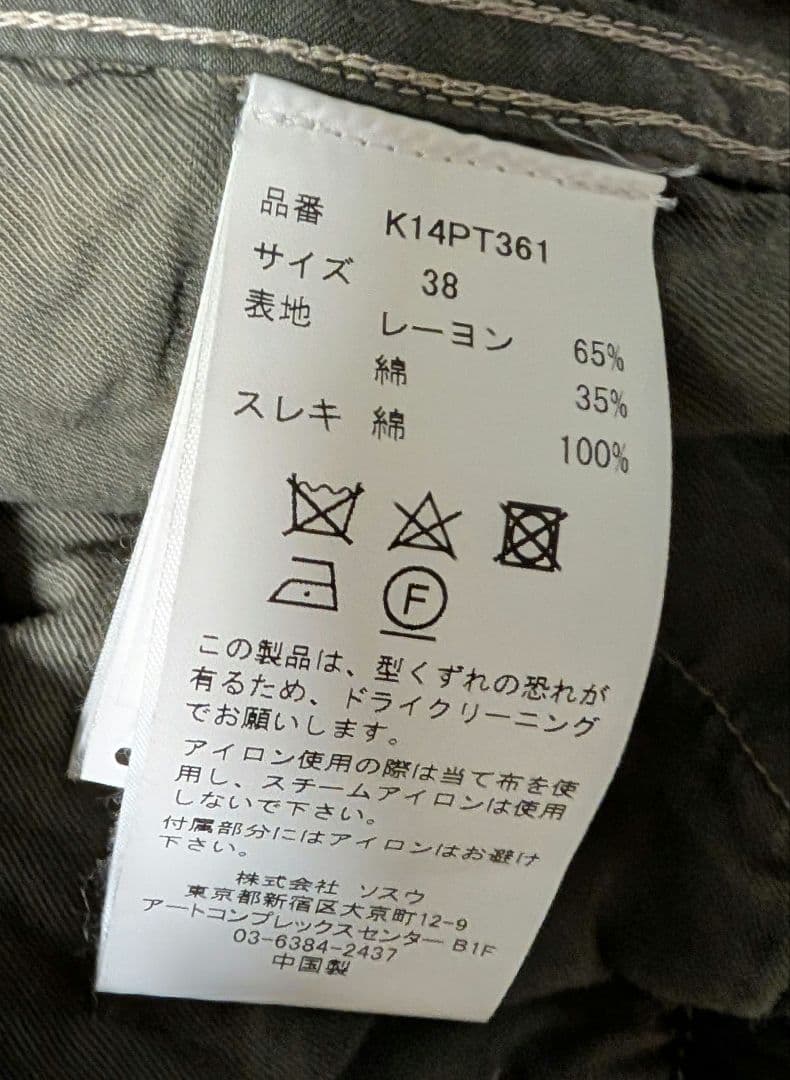 品番 K14PT361
サイズ 38
表地 レーヨン 65%
綿 35%
スレキ 綿 100%
F
この製品は、型くずれの恐れが
有るため、ドライクリーニング
でお願いします。
アイロン使用の際は当て布を使
用し、スチームアイロンは使用
しないで下さい。
付属部分にはアイロンはお避け
下さい。
株式会社 ソスウ
東京都新宿区大京町12-9
アートコンプレックスセンター B1F
03-6384-2437
中国製